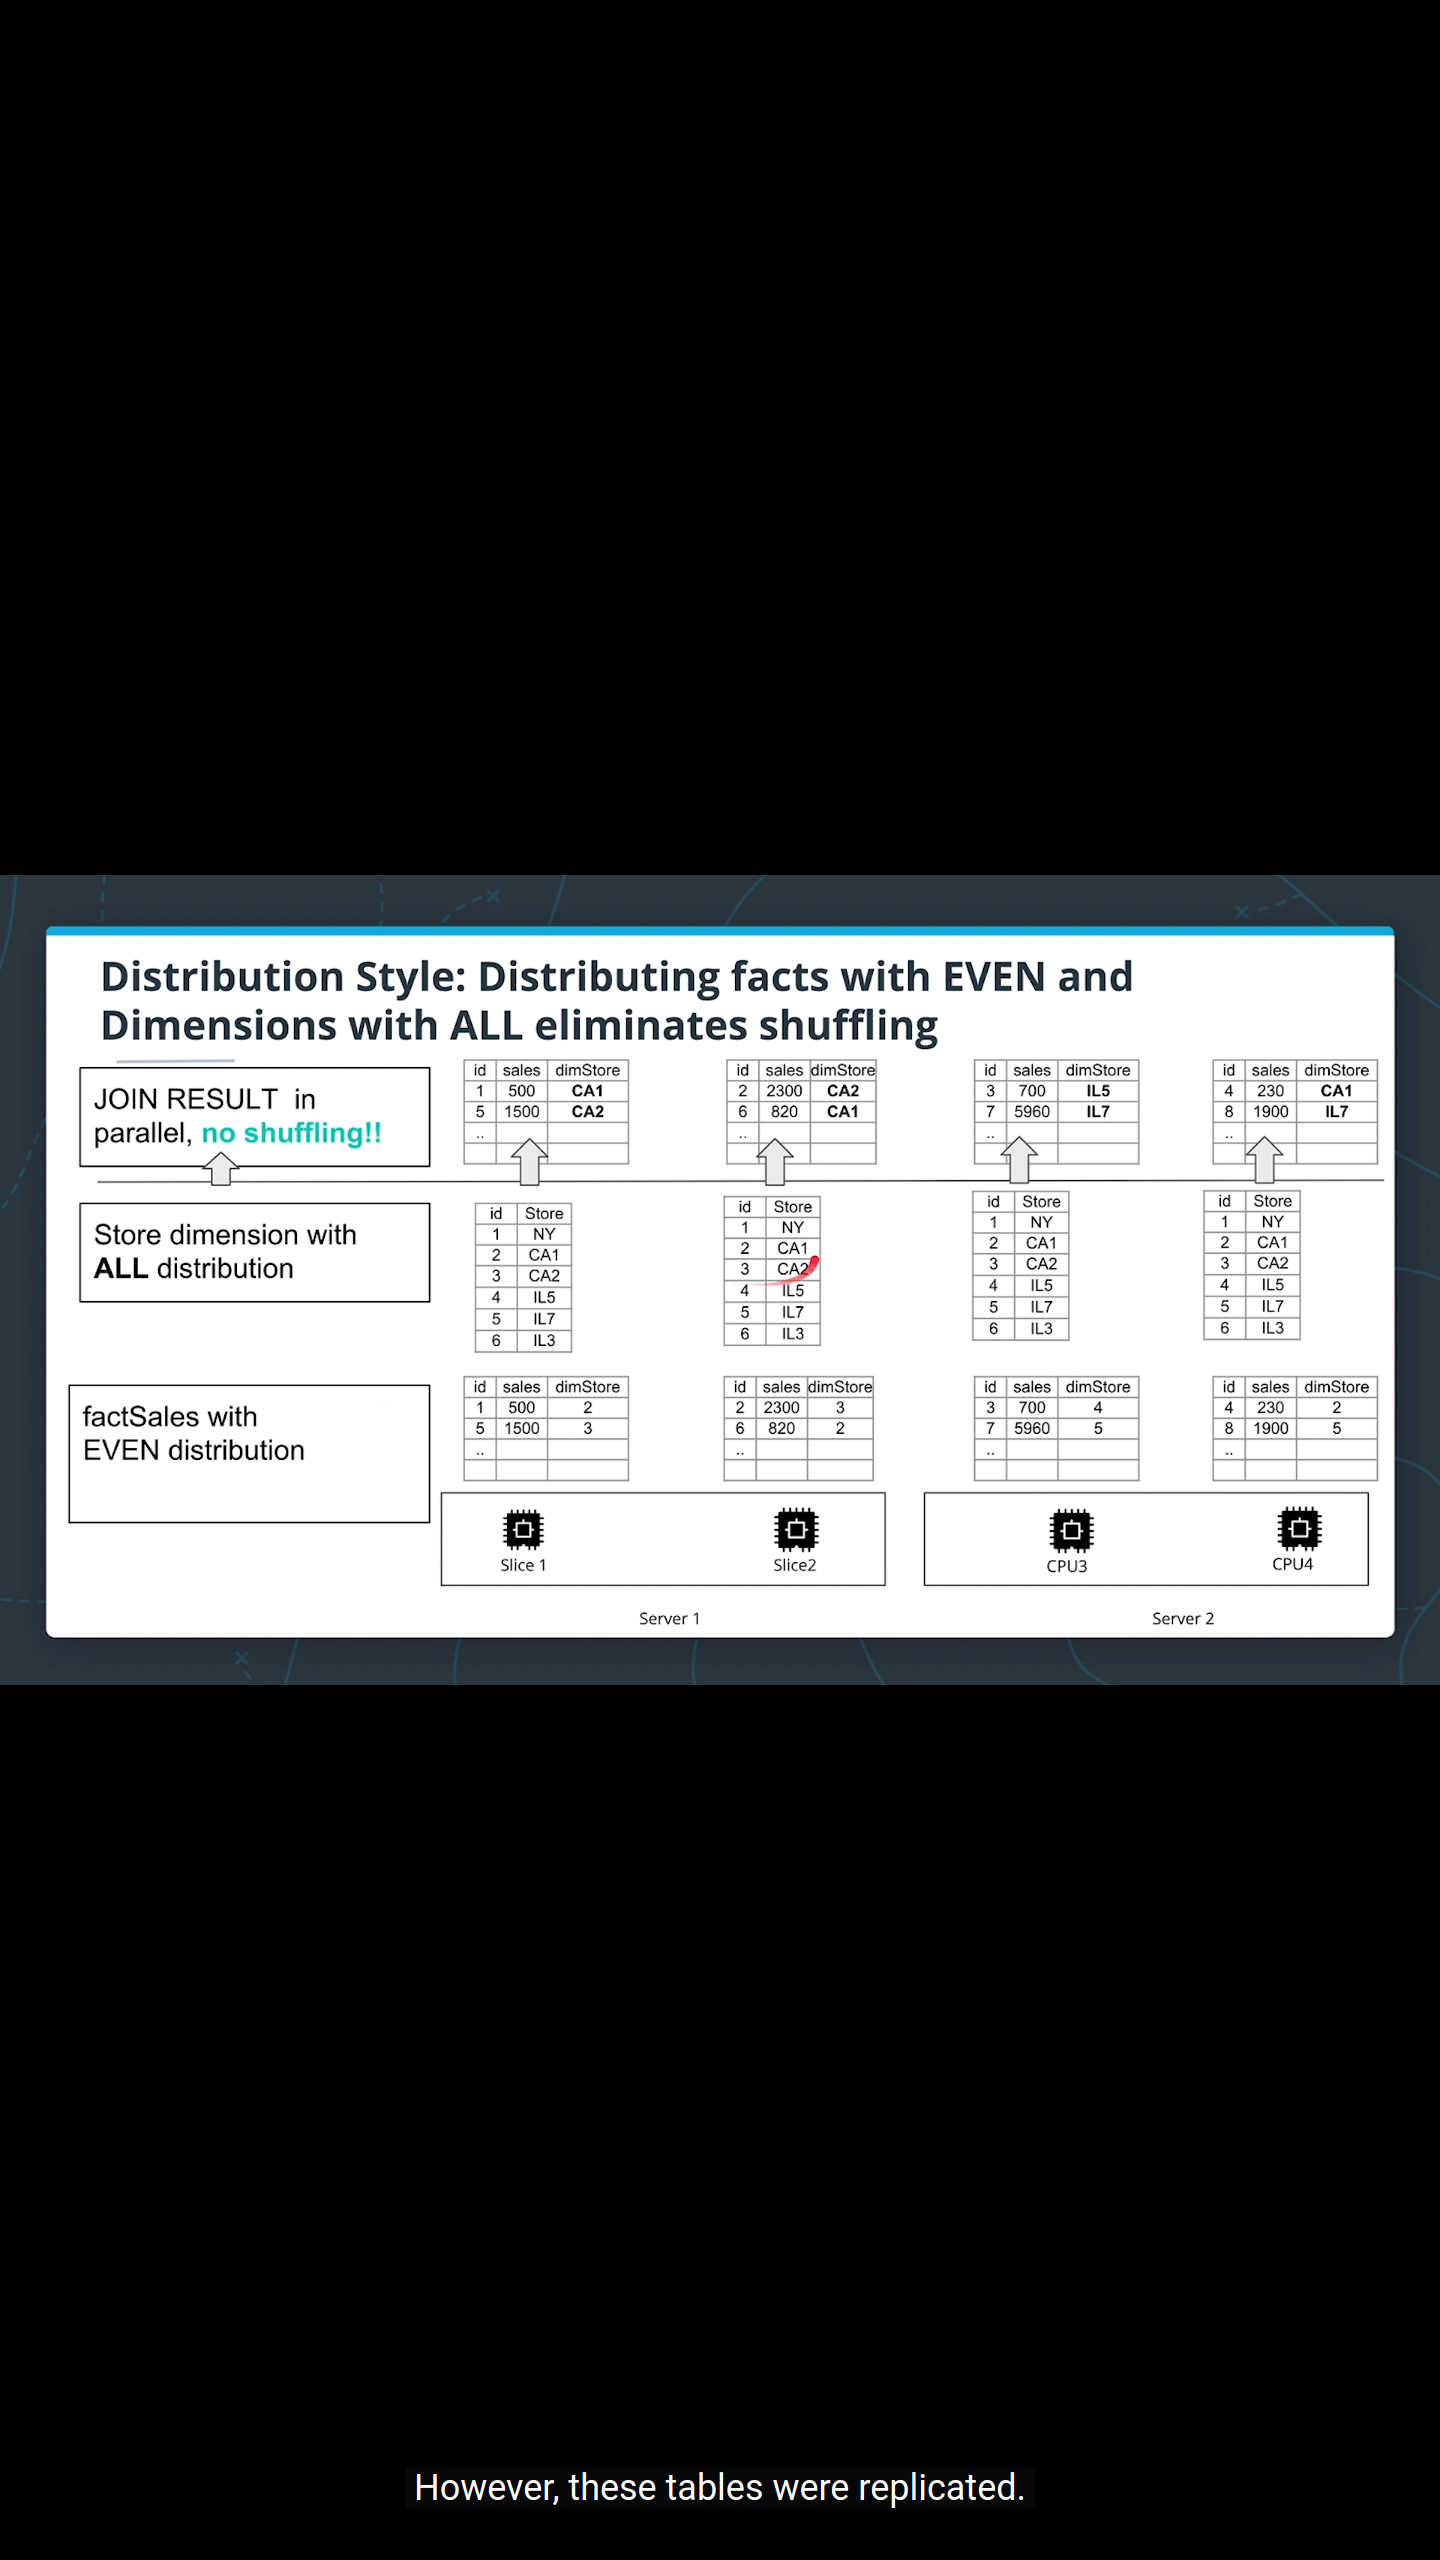 Distribution Style: Distributing facts with EVEN and
Dimensions with ALL eliminates shuffling
JOIN RESULT in
parallel, no shuffling!!
id sales dimStore
1 500 CA1
5 1500 CA2
..
id sales dimStore
2 2300 CA2
6 820 CA1
..
id sales dimStore
3 700 IL5
7 5960 IL7
..
id sales dimStore
4 230 CA1
8 1900 IL7
..
Store dimension with
ALL distribution
id Store
1 NY
2 CA1
3 CA2
4 IL5
5 IL7
6 IL3
id Store
1 NY
2 CA1
3 CA2
4 IL5
5 IL7
6 IL3
id Store
1 NY
2 CA1
3 CA2
4 IL5
5 IL7
6 IL3
id Store
1 NY
2 CA1
3 CA2
4 IL5
5 IL7
6 IL3
factSales with
EVEN distribution
id sales dimStore
1 500 2
5 1500 3
..
id sales dimStore
2 2300 3
6 820 2
..
id sales dimStore
3 700 4
7 5960 5
..
id sales dimStore
4 230 2
8 1900 5
..
Slice 1
Slice2
CPU3
CPU4
Server 1
Server 2
However, these tables were replicated.